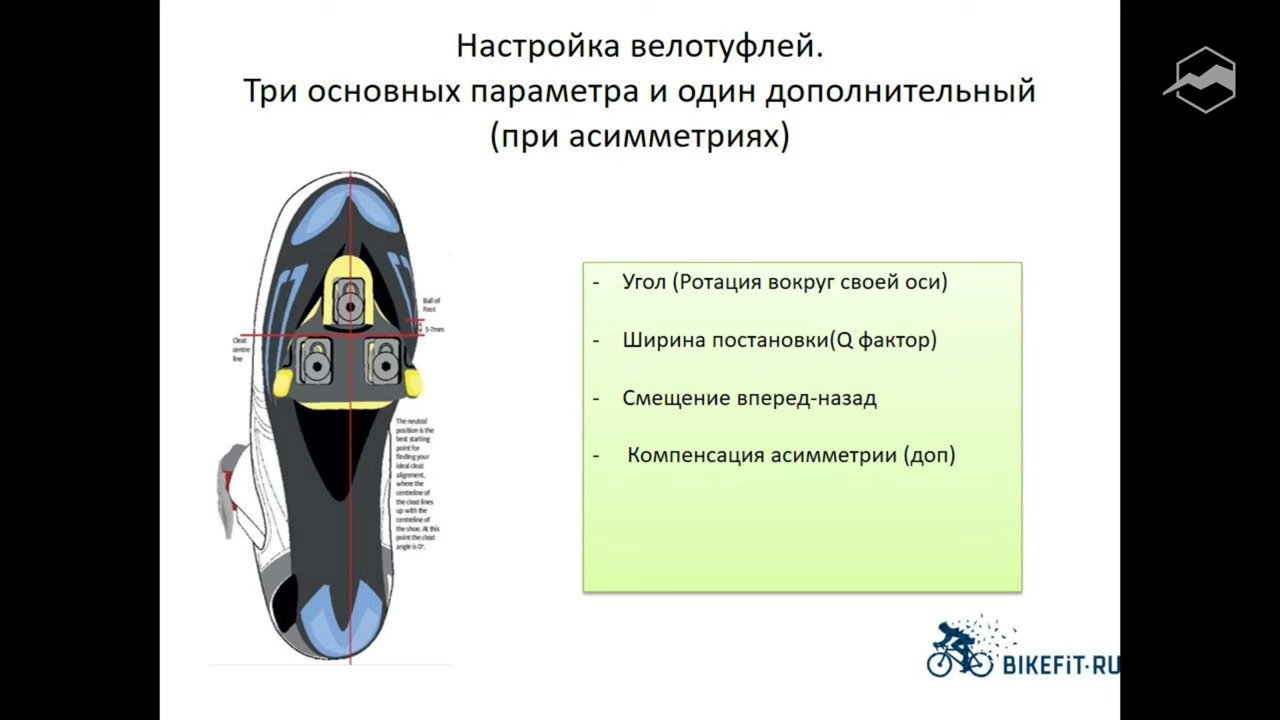 Настройка велотуфлей.
Три основных параметра и один дополнительный
(при асимметриях)
Ball of
Foot
5-7mm
Cleat
centre
line
The neutral
position is the
best starting
point for
finding your
ideal cleat
alignment,
where the
centreline of
the cleat lines
up with the
centreline of
the shoe. At this
point the cleat
angle is 0°.
- Угол (Ротация вокруг своей оси)
- Ширина постановки(Q фактор)
- Смещение вперед-назад
- Компенсация асимметрии (доп)
BIKEFIT·RU